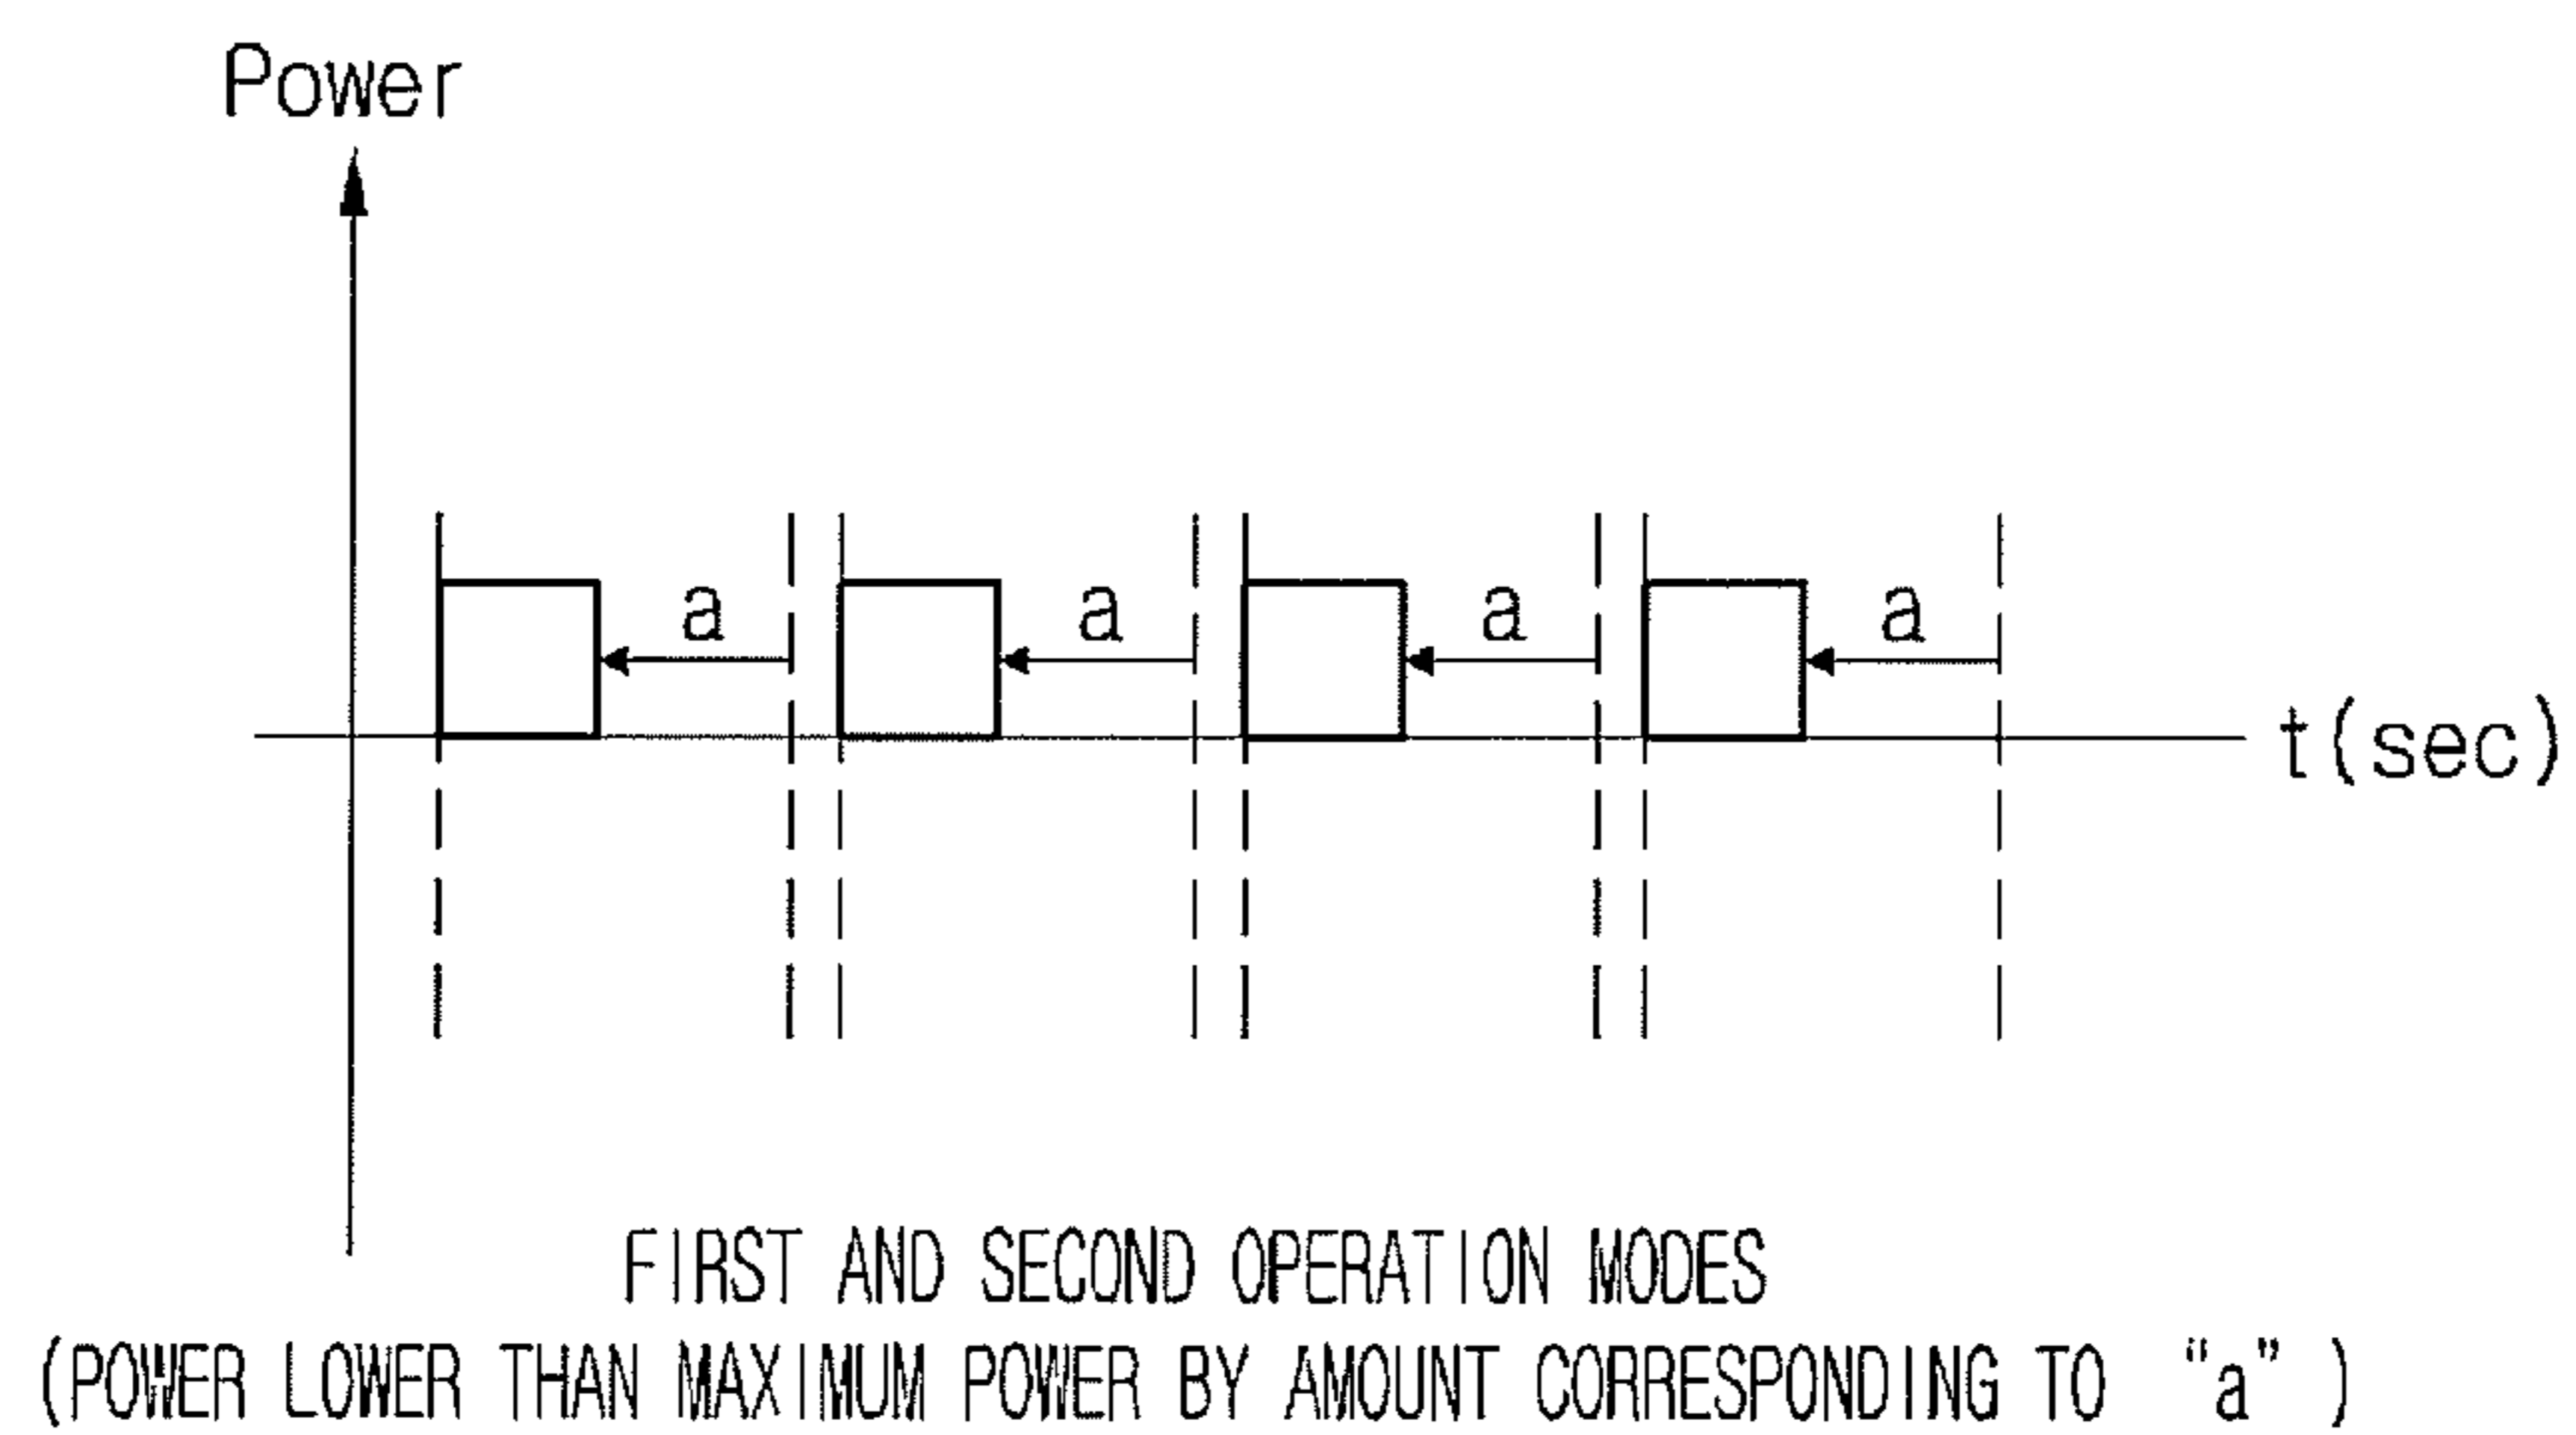 Power
a a a a
t(sec)
FIRST AND SECOND OPERATION MODES
(POWER LOWER THAN MAXIMUM POWER BY AMOUNT CORRESPONDING TO “a” )